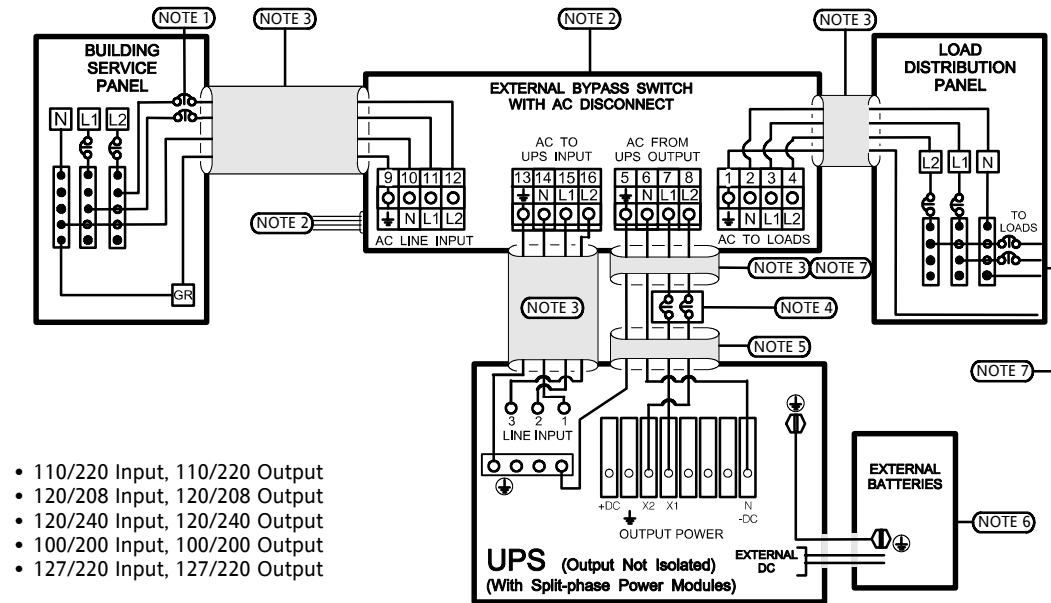 NOTE 1
NOTE 3
NOTE 2
NOTE 3
BUILDING
SERVICE
PANEL
N L1 L2
GR
NOTE 2
EXTERNAL BYPASS SWITCH
WITH AC DISCONNECT
AC TO
UPS INPUT
AC FROM
UPS OUTPUT
9 10 11 12
N L1 L2
AC LINE INPUT
13 14 15 16
N L1 L2
5 6 7 8
N L1 L2
1 2 3 4
N L1 L2
AC TO LOADS
LOAD
DISTRIBUTION
PANEL
L2 L1 N
TO
LOADS
NOTE 3 NOTE 7
NOTE 3
NOTE 4
NOTE 5
NOTE 7
3 2 1
LINE INPUT
+DC X2 X1 N
-DC
OUTPUT POWER
UPS (Output Not Isolated)
(With Split-phase Power Modules)
EXTERNAL
DC
EXTERNAL
BATTERIES
NOTE 6
• 110/220 Input, 110/220 Output
• 120/208 Input, 120/208 Output
• 120/240 Input, 120/240 Output
• 100/200 Input, 100/200 Output
• 127/220 Input, 127/220 Output